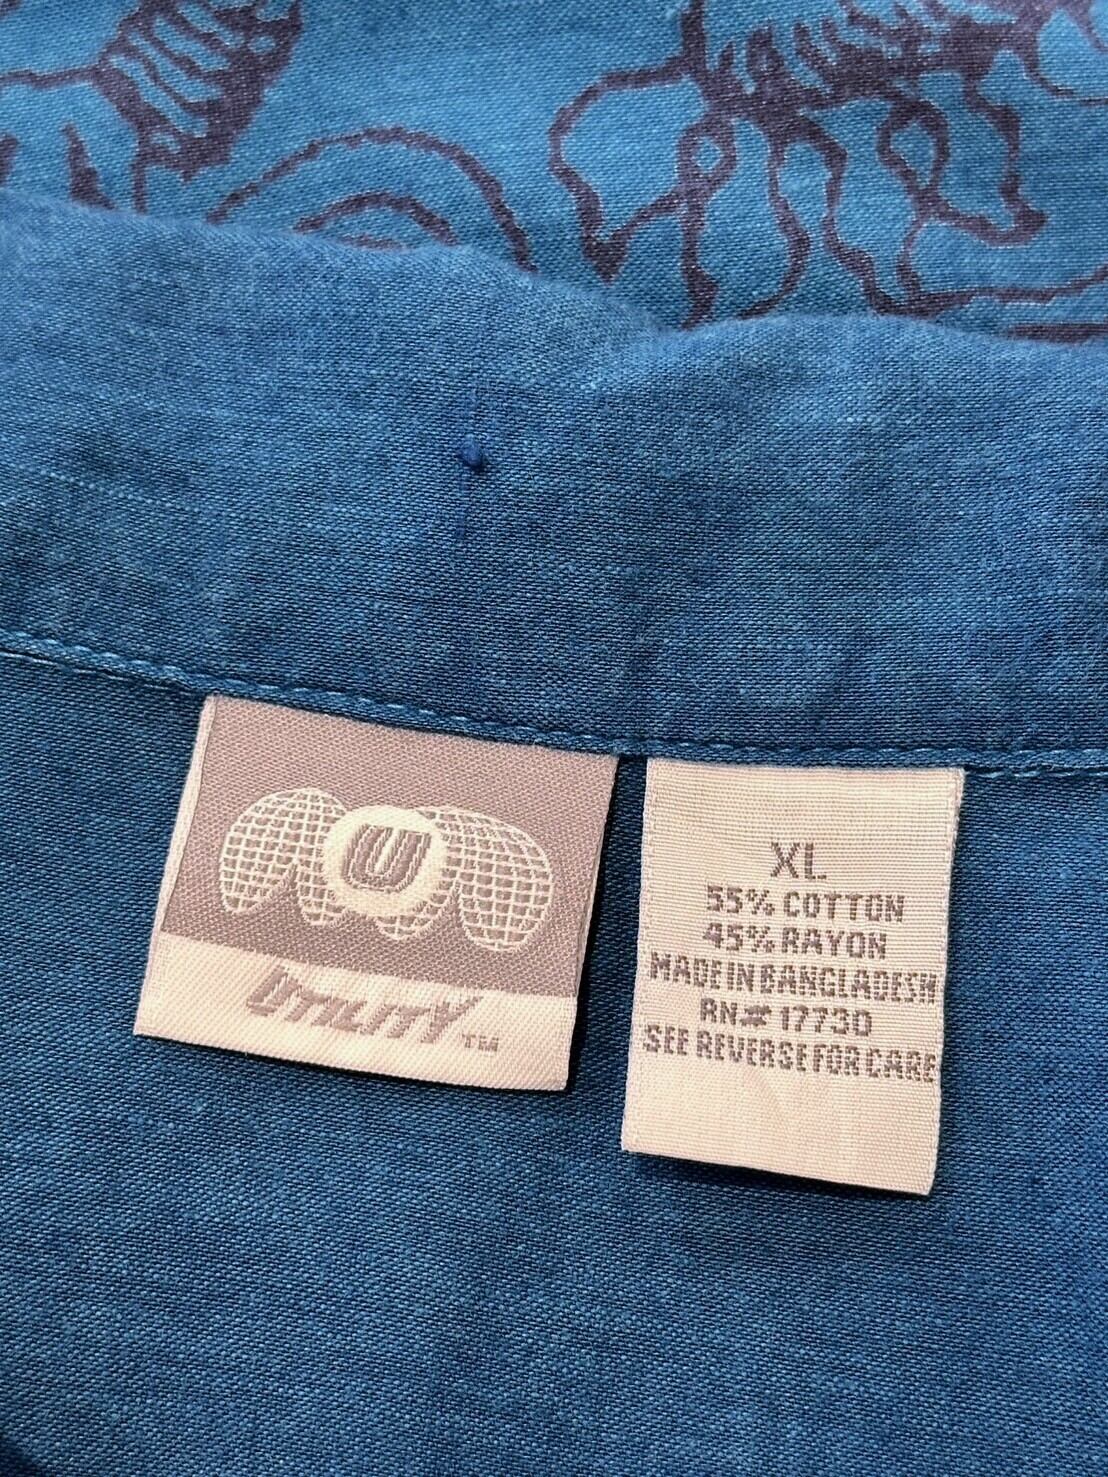 U
UTILITY TM
XL
55% COTTON
45% RAYON
MADE IN BANGLADESH
RN# 17730
SEE REVERSE FOR CARE